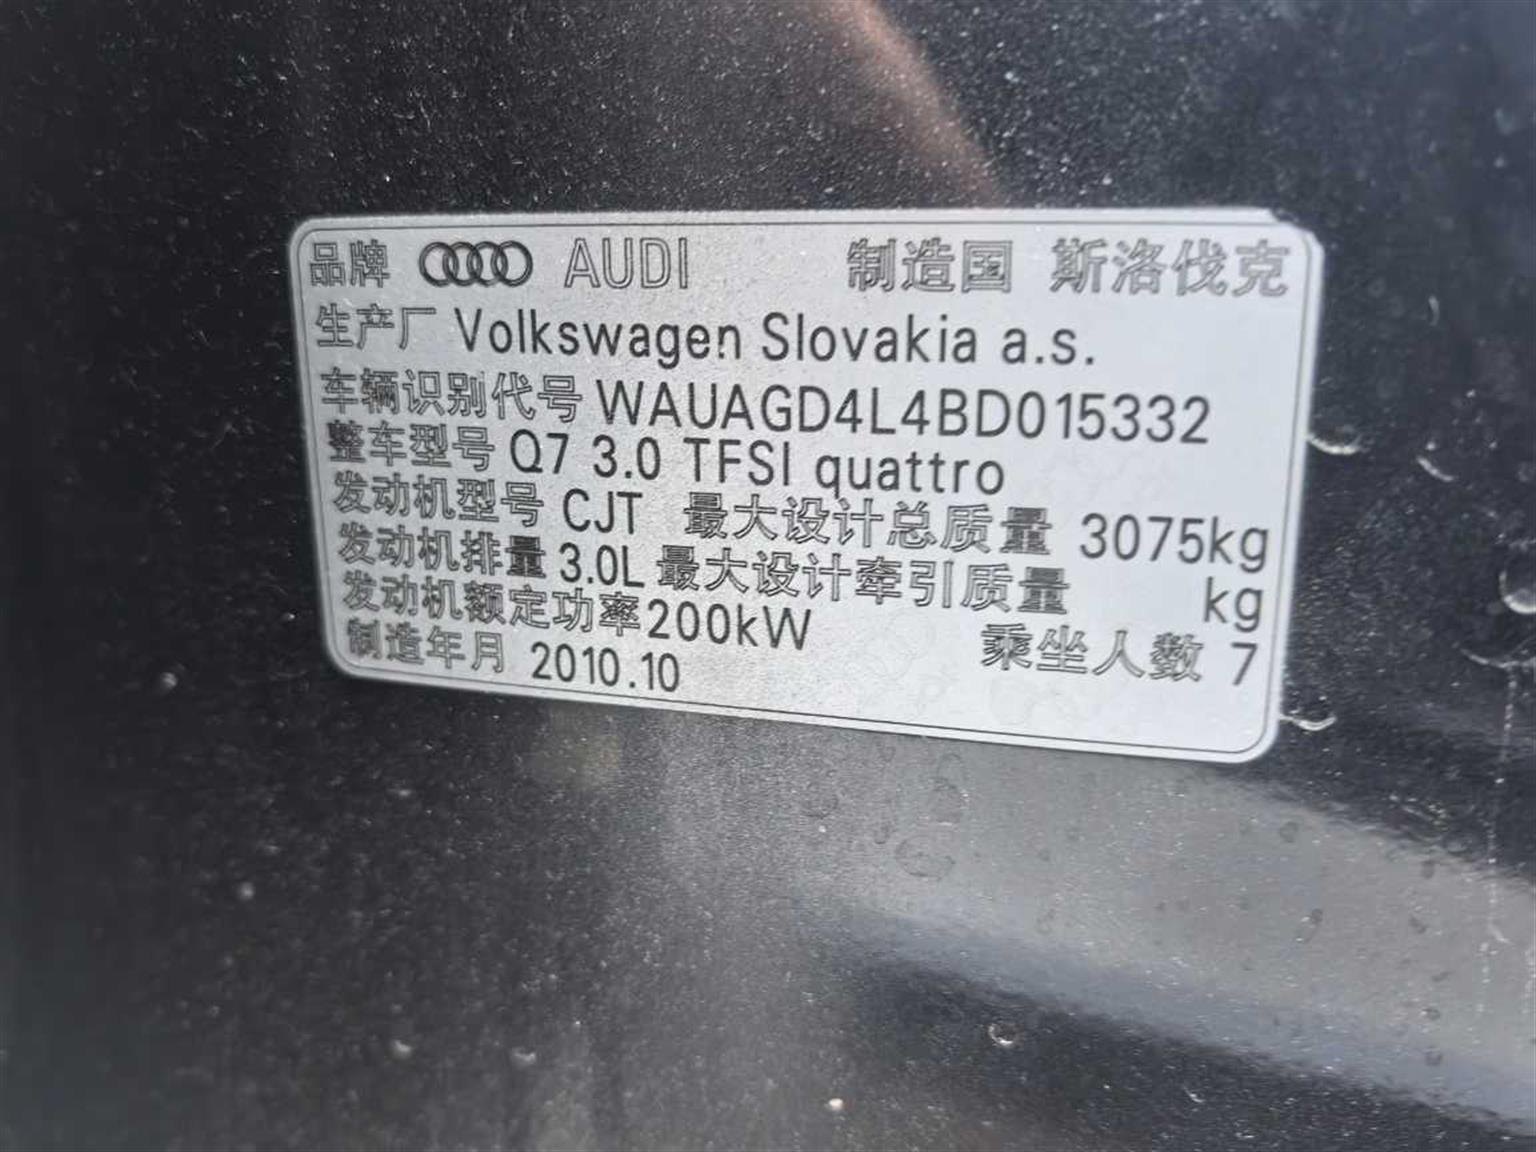 品牌 AUDI 制造国 斯洛伐克
生产厂 Volkswagen Slovakia a.s.
车辆识别代号 WAUAGD4L4BD015332
整车型号 Q7 3.0 TFSI quattro
发动机型号 CJT 最大设计总质量 3075kg
发动机排量 3.0L 最大设计牵引质量 kg
发动机额定功率 200kW 乘坐人数 7
制造年月 2010.10